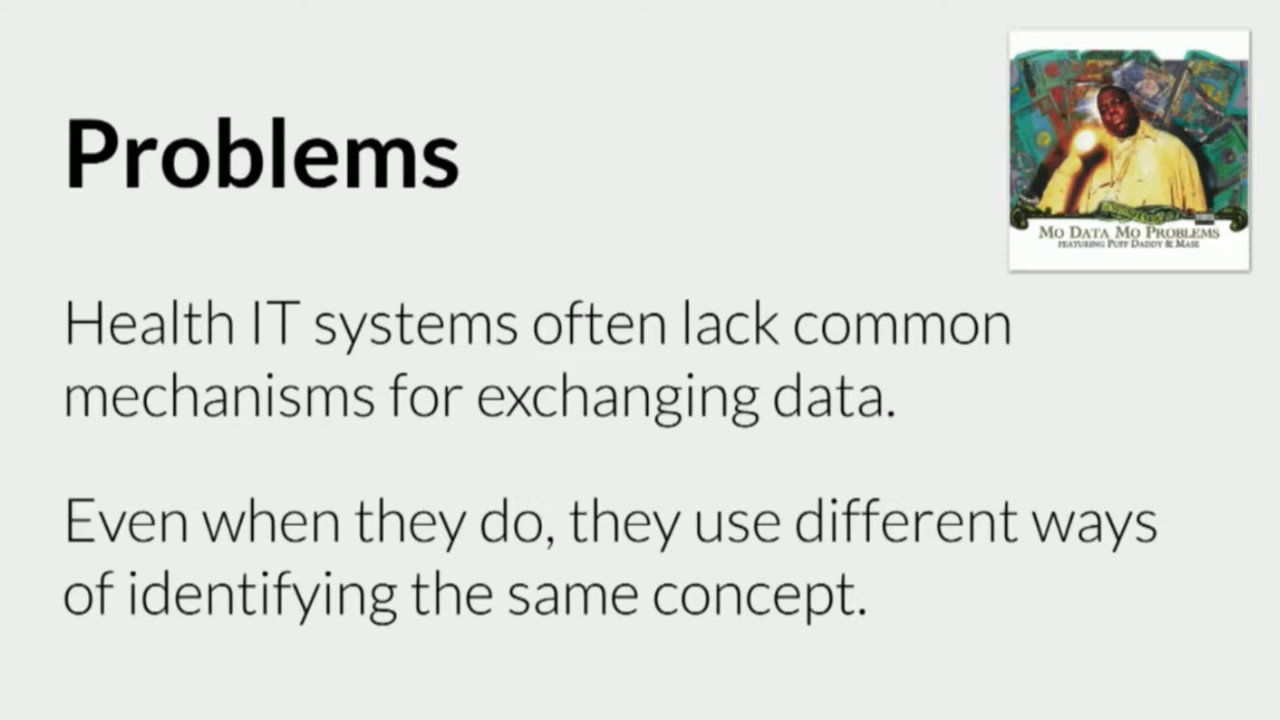 Problems
MO DATA MO PROBLEMS
FEATURING PUFF DADDY & MASE
Health IT systems often lack common
mechanisms for exchanging data.
Even when they do, they use different ways
of identifying the same concept.